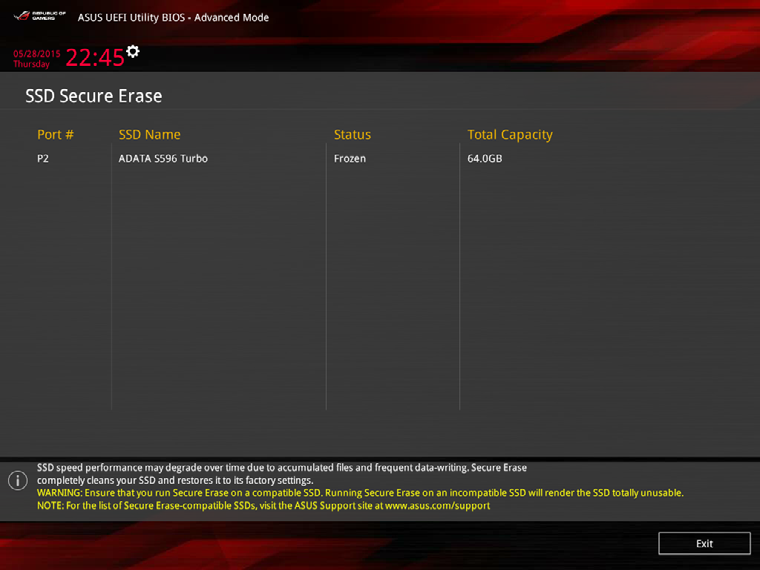 REPUBLIC OF
GAMERS
ASUS UEFI Utility BIOS - Advanced Mode
05/28/2015
Thursday
22:45
SSD Secure Erase
Port # SSD Name Status Total Capacity
P2 ADATA S596 Turbo Frozen 64.0GB
SSD speed performance may degrade over time due to accumulated files and frequent data-writing. Secure Erase
completely cleans your SSD and restores it to its factory settings.
WARNING: Ensure that you run Secure Erase on a compatible SSD. Running Secure Erase on an incompatible SSD will render the SSD totally unusable.
NOTE: For the list of Secure Erase-compatible SSDs, visit the ASUS Support site at www.asus.com/support
Exit